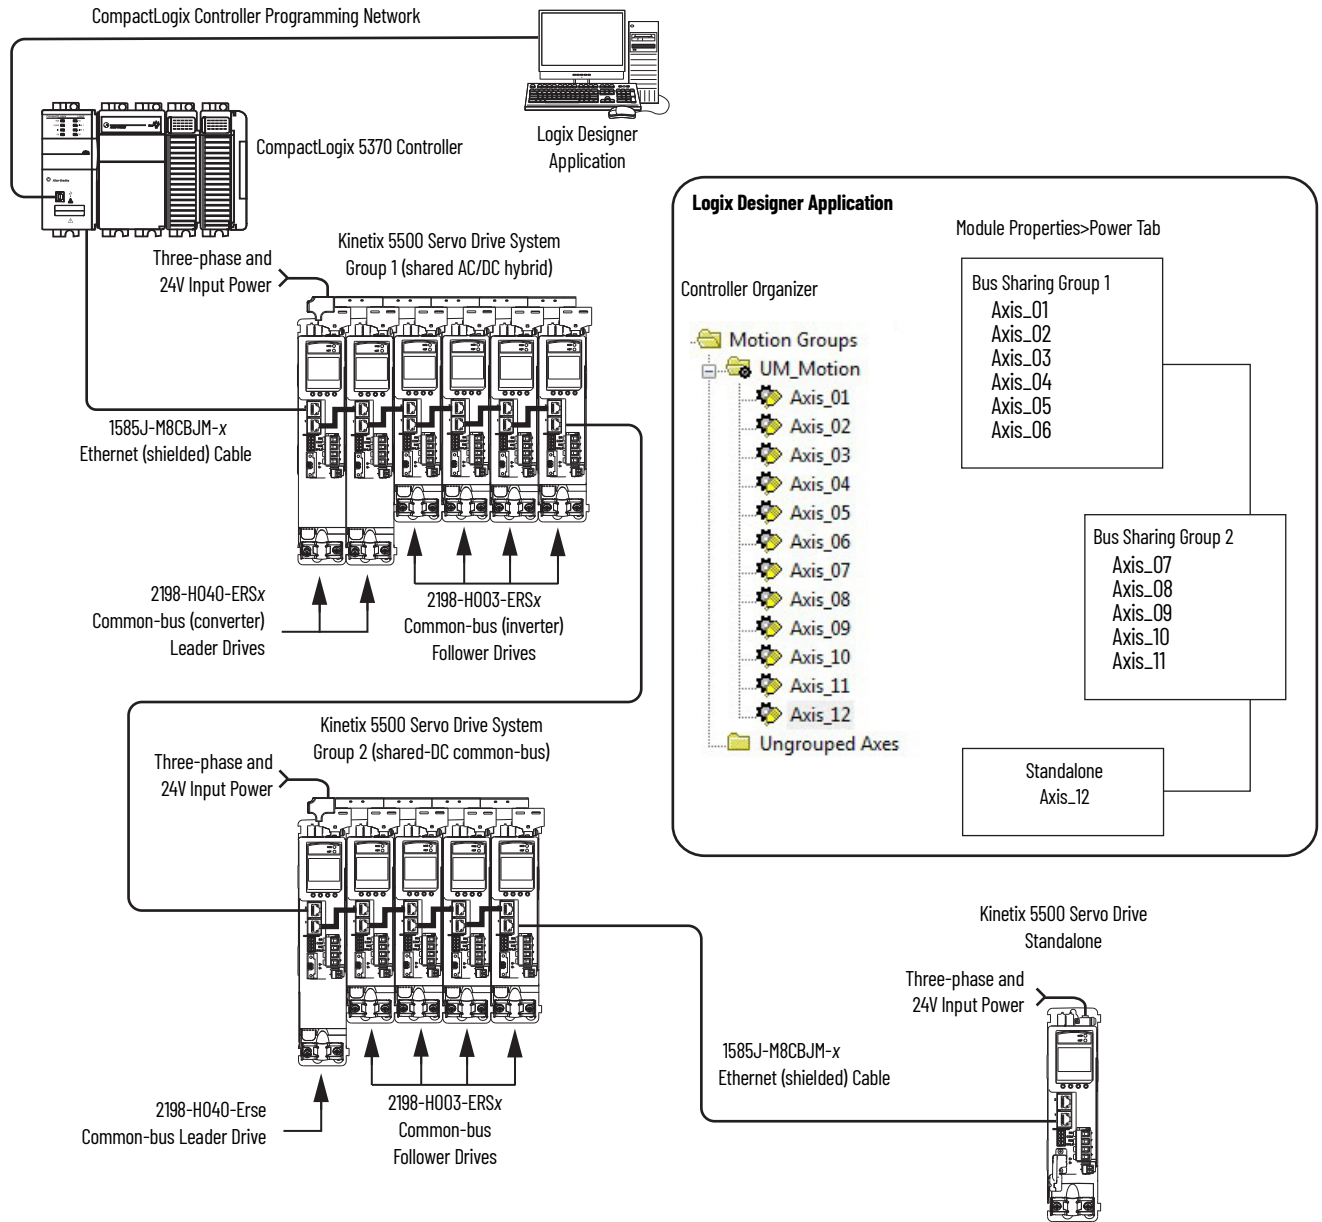 CompactLogix Controller Programming Network
Logix Designer
Application
CompactLogix 5370 Controller
Kinetix 5500 Servo Drive System
Group 1 (shared AC/DC hybrid)
Three-phase and
24V Input Power
1585J-M8CBJM-x
Ethernet (shielded) Cable
2198-H040-ERSx
Common-bus (converter)
Leader Drives
2198-H003-ERSx
Common-bus (inverter)
Follower Drives
Kinetix 5500 Servo Drive System
Group 2 (shared-DC common-bus)
Three-phase and
24V Input Power
2198-H040-Erse
Common-bus Leader Drive
2198-H003-ERSx
Common-bus
Follower Drives
Logix Designer Application
Controller Organizer
Motion Groups
UM_Motion
Axis_01
Axis_02
Axis_03
Axis_04
Axis_05
Axis_06
Axis_07
Axis_08
Axis_09
Axis_10
Axis_11
Axis_12
Ungrouped Axes
Module Properties>Power Tab
Bus Sharing Group 1
Axis_01
Axis_02
Axis_03
Axis_04
Axis_05
Axis_06
Bus Sharing Group 2
Axis_07
Axis_08
Axis_09
Axis_10
Axis_11
Standalone
Axis_12
Kinetix 5500 Servo Drive
Standalone
Three-phase and
24V Input Power
1585J-M8CBJM-x
Ethernet (shielded) Cable